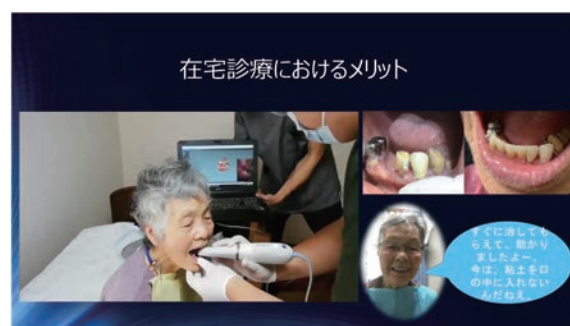 在宅診療におけるメリット
すぐに治しても
らえて、助かり
ましたよ〜、
今は、粘土を口
の中に入れない
んだねえ。